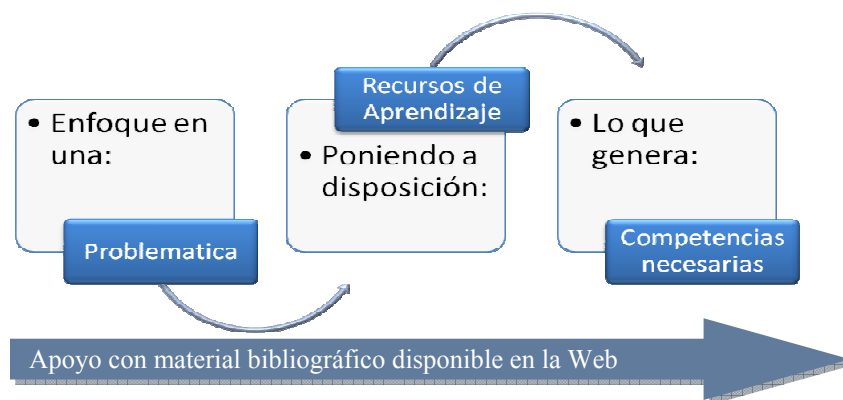 • Enfoque en
una:
Problematica
Recursos de
Aprendizaje
• Poniendo a
disposición:
• Lo que
genera:
Competencias
necesarias
Apoyo con material bibliográfico disponible en la Web